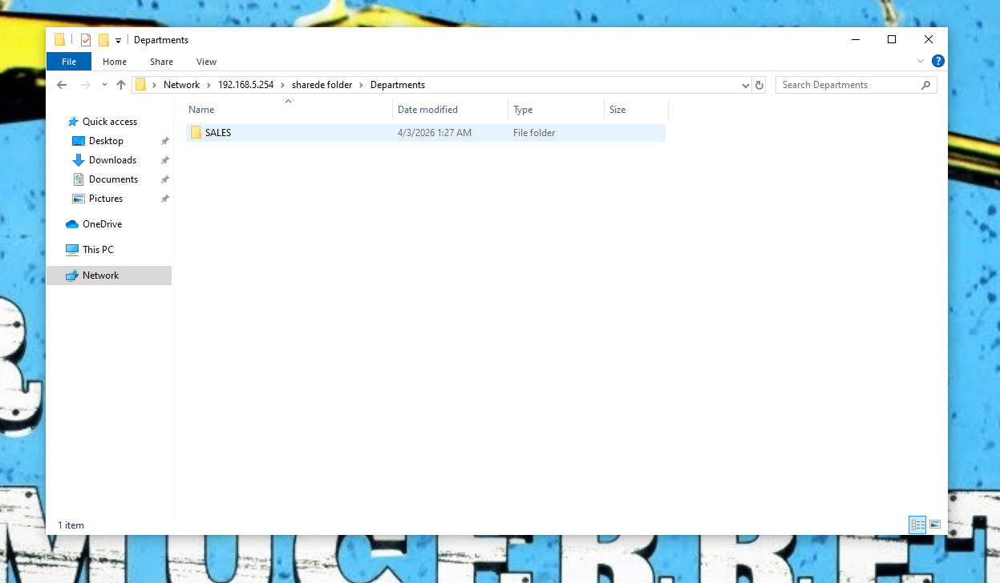 Departments
File Home Share View
Network 192.168.5.254 sharede folder Departments Search Departments
Name Date modified Type Size
SALES 4/3/2026 1:27 AM File folder
Quick access
Desktop
Downloads
Documents
Pictures
OneDrive
This PC
Network
1 item